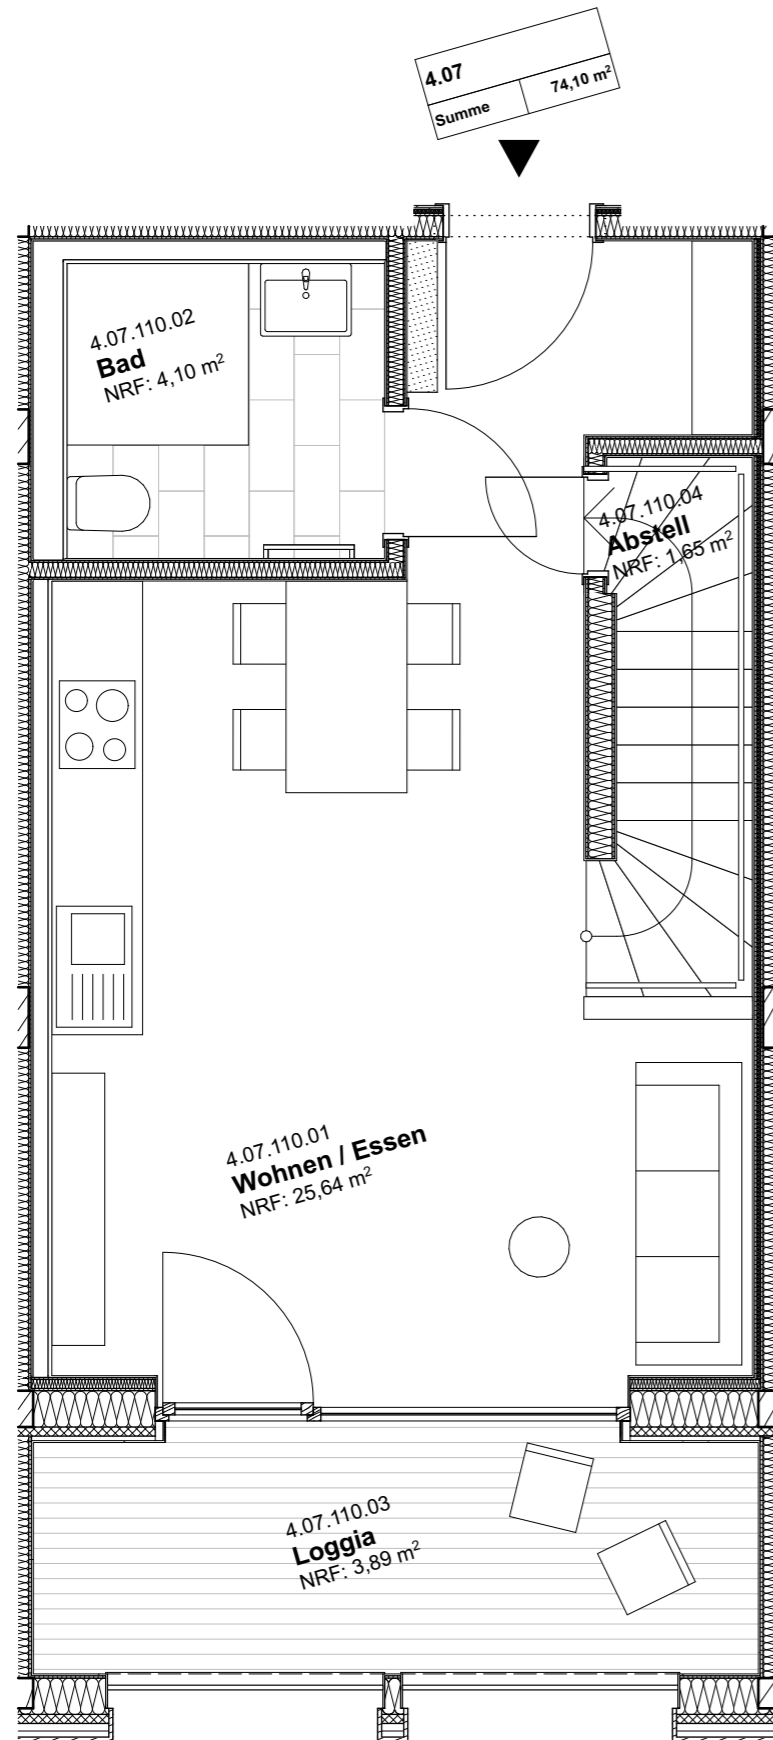 4.07
Summe 74,10 m²
4.07.110.02
Bad
NRF: 4,10 m²
4.07.110.04
Abstell
NRF: 1,65 m²
4.07.110.01
Wohnen / Essen
NRF: 25,64 m²
4.07.110.03
Loggia
NRF: 3,89 m²